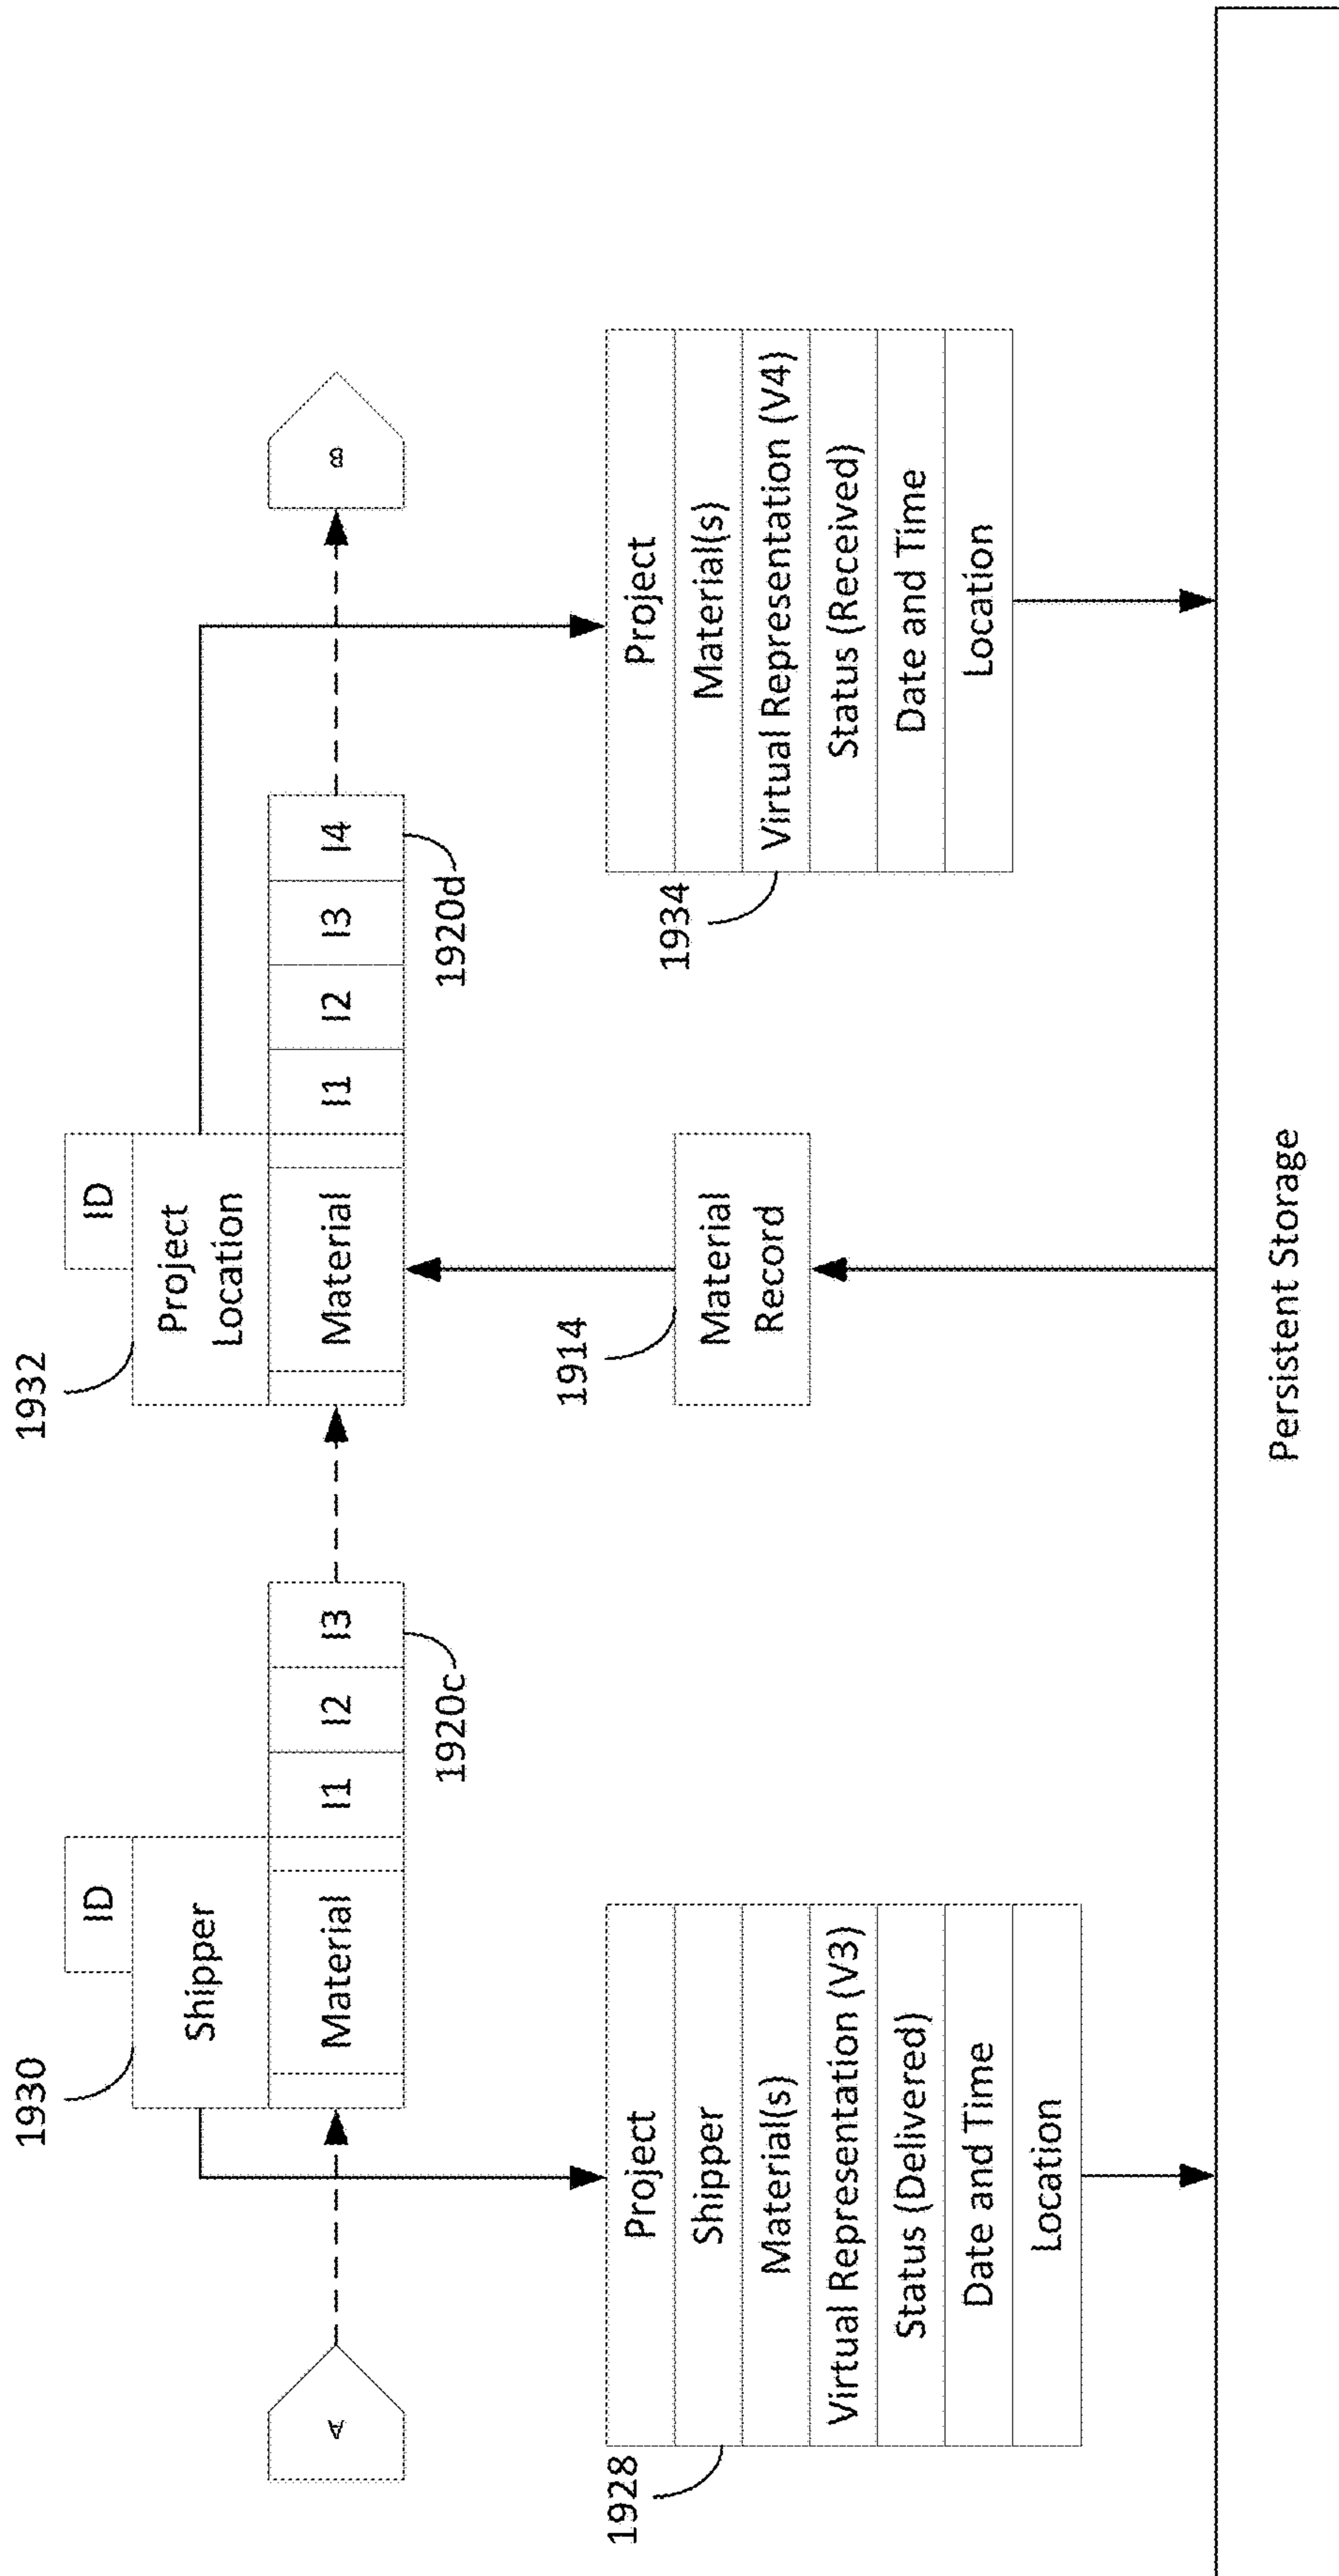 1930
ID
Shipper
Material
I1
I2
I3
1920c
A
1932
ID
Project
Location
Material
I1
I2
I3
I4
1920d
B
1928
Project
Shipper
Material(s)
Virtual Representation (V3)
Status (Delivered)
Date and Time
Location
1914
Material
Record
1934
Project
Material(s)
Virtual Representation (V4)
Status (Received)
Date and Time
Location
Persistent Storage